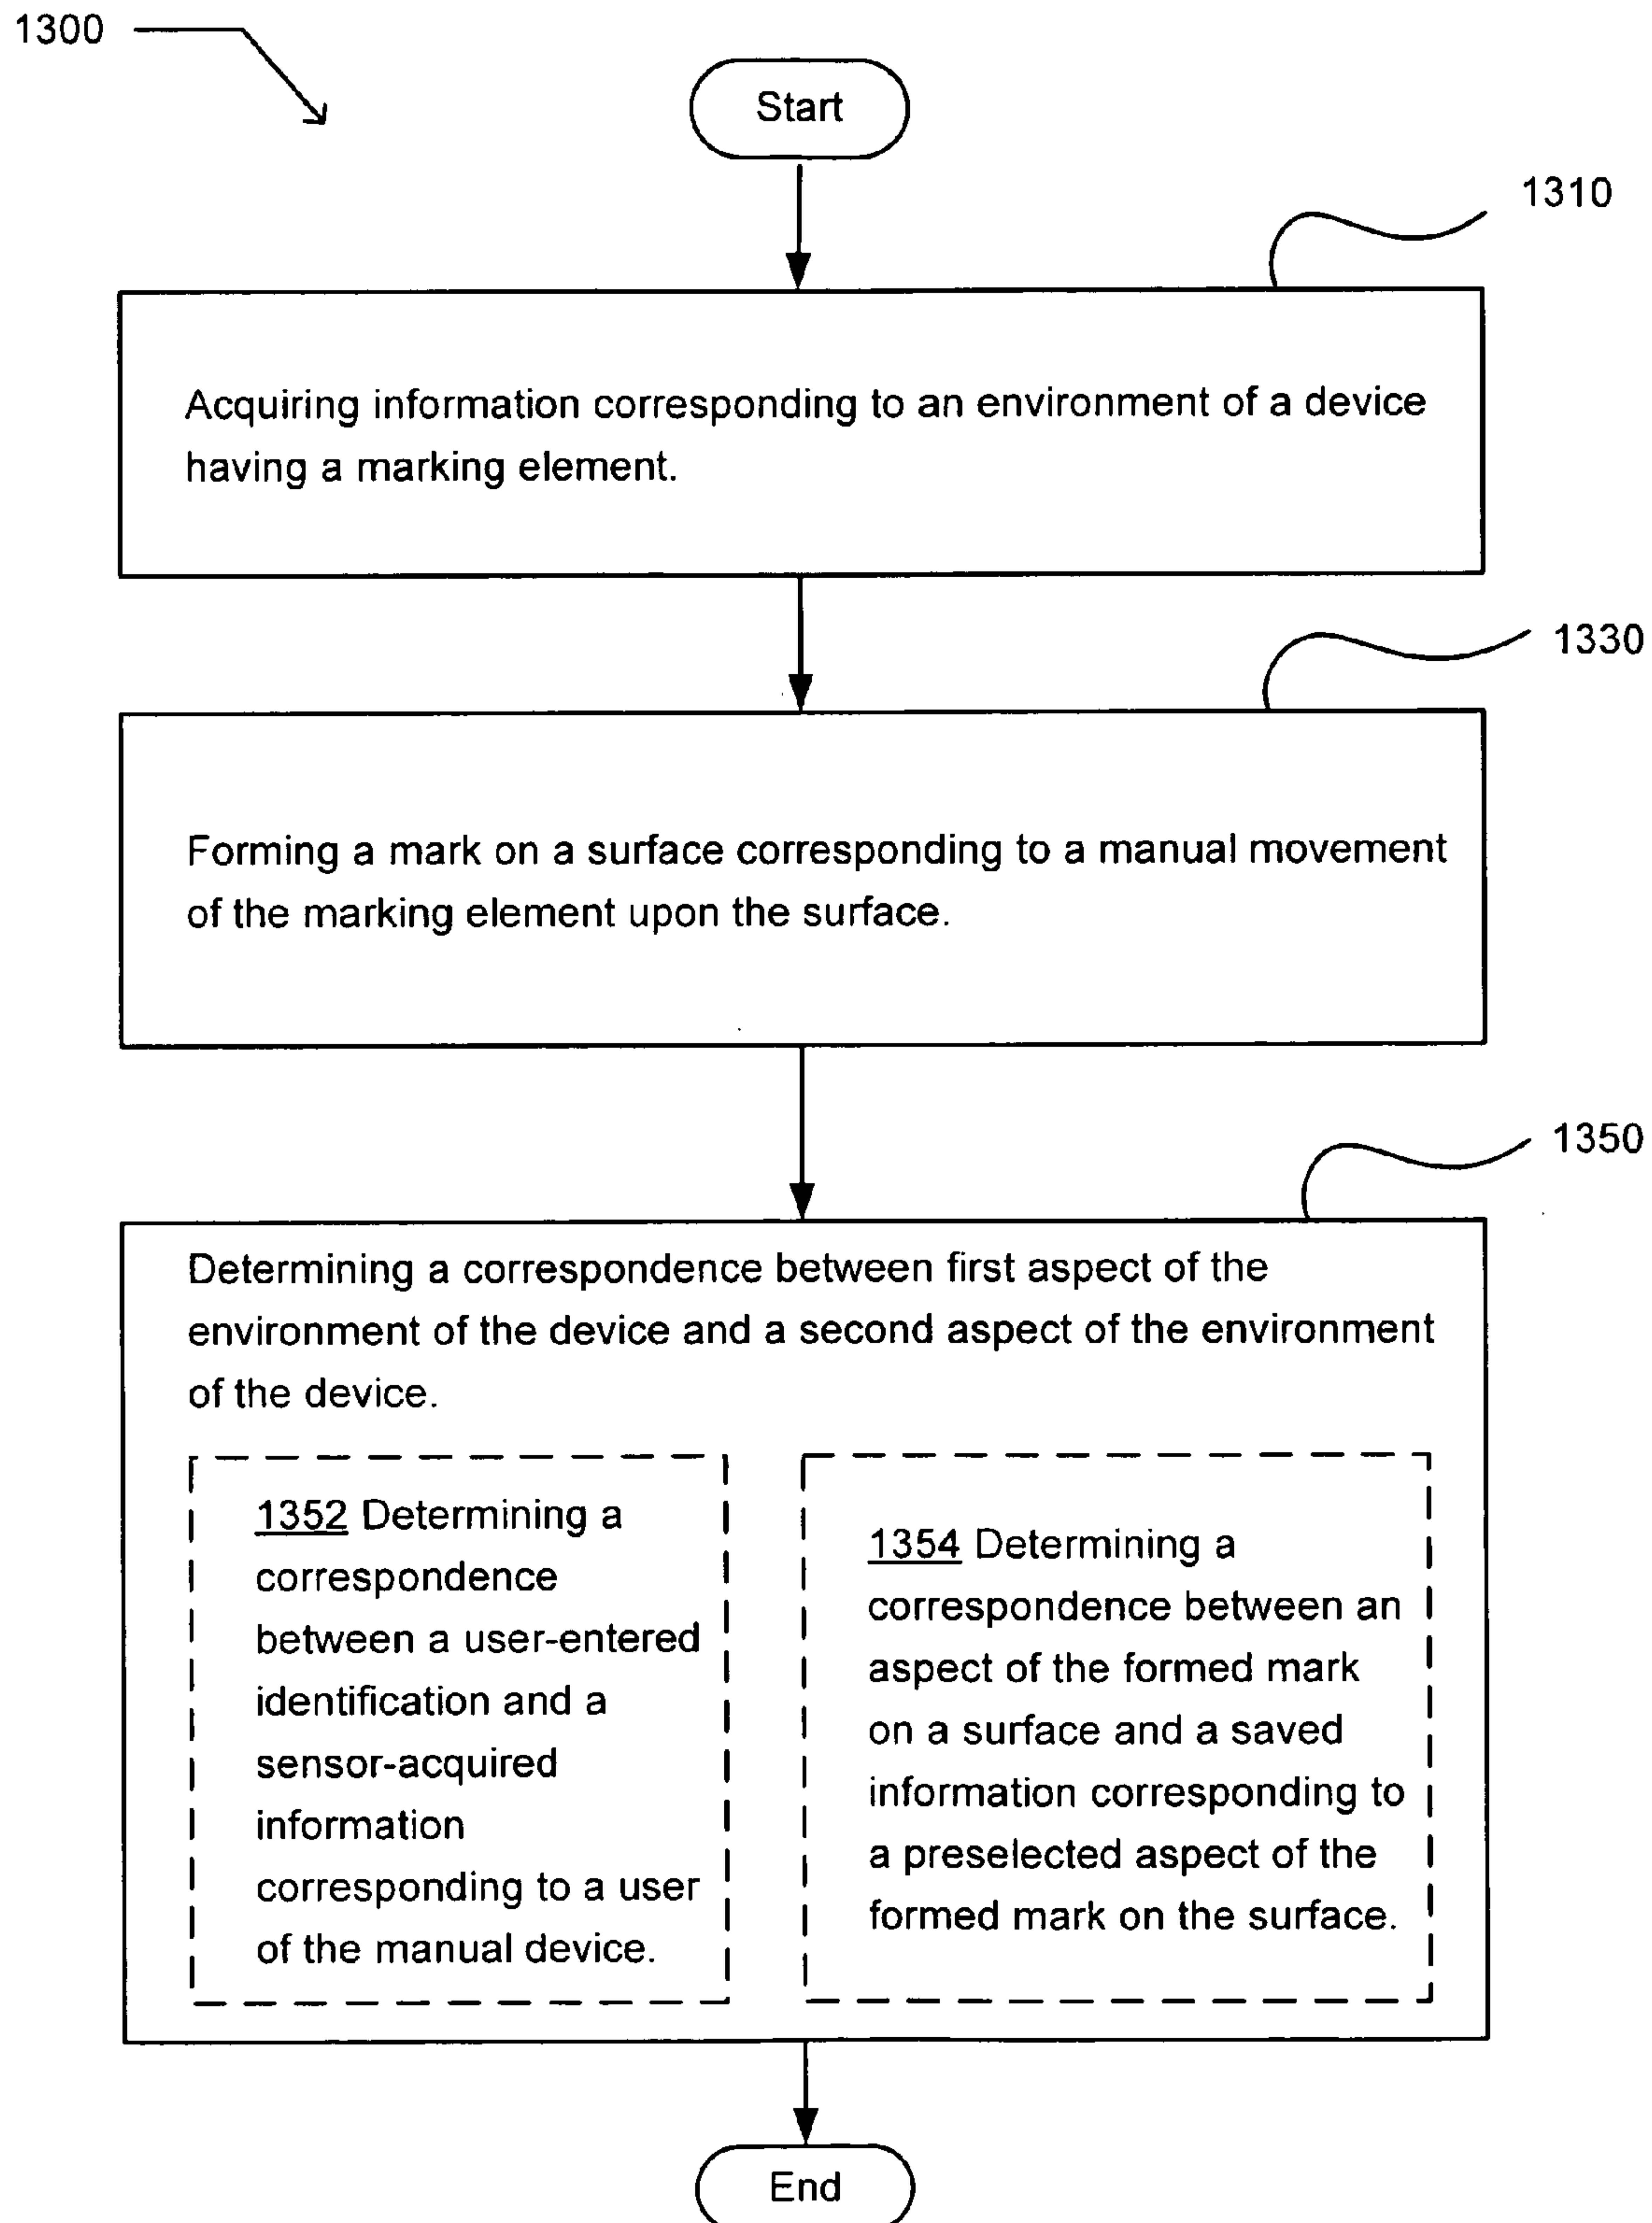 1300
Start
1310
Acquiring information corresponding to an environment of a device
having a marking element.
1330
Forming a mark on a surface corresponding to a manual movement
of the marking element upon the surface.
1350
Determining a correspondence between first aspect of the
environment of the device and a second aspect of the environment
of the device.
1352 Determining a
correspondence
between a user-entered
identification and a
sensor-acquired
information
corresponding to a user
of the manual device.
1354 Determining a
correspondence between an
aspect of the formed mark
on a surface and a saved
information corresponding to
a preselected aspect of the
formed mark on the surface.
End